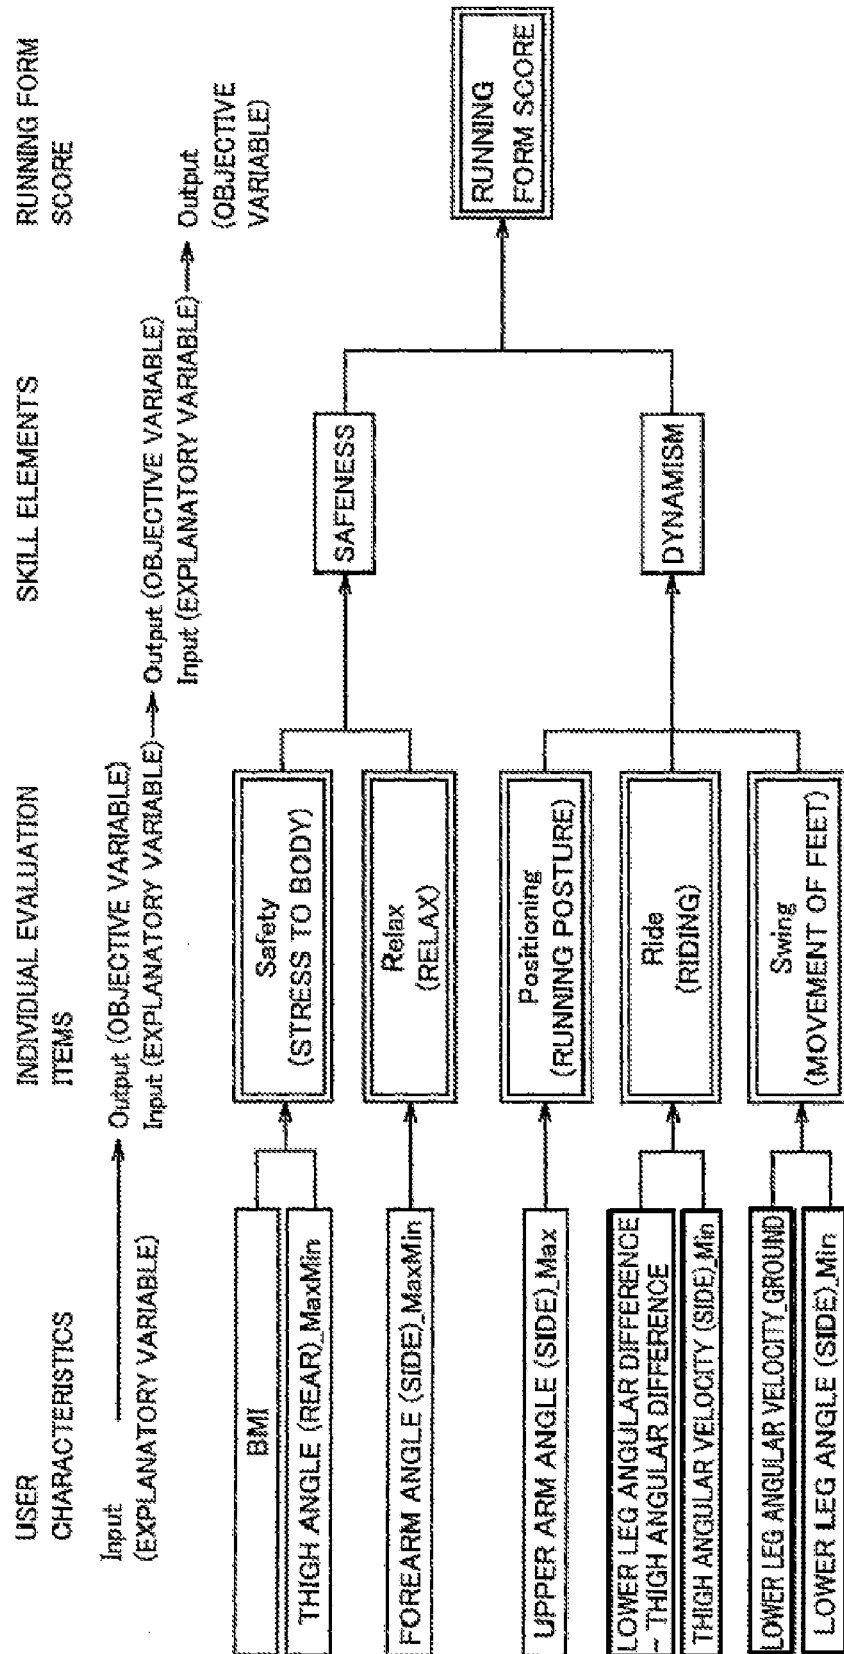 USER
CHARACTERISTICS
INDIVIDUAL EVALUATION
ITEMS
SKILL ELEMENTS
RUNNING FORM
SCORE
Input
(EXPLANATORY VARIABLE)
Output (OBJECTIVE VARIABLE)
Input (EXPLANATORY VARIABLE)
Output (OBJECTIVE VARIABLE)
Input (EXPLANATORY VARIABLE)
Output
(OBJECTIVE
VARIABLE)
BMI
THIGH ANGLE (REAR)_MaxMin
FOREARM ANGLE (SIDE)_MaxMin
UPPER ARM ANGLE (SIDE)_Max
LOWER LEG ANGULAR DIFFERENCE
~ THIGH ANGULAR DIFFERENCE
THIGH ANGULAR VELOCITY (SIDE)_Min
LOWER LEG ANGULAR VELOCITY_GROUND
LOWER LEG ANGLE (SIDE)_Min
Safety
(STRESS TO BODY)
Relax
(RELAX)
Positioning
(RUNNING POSTURE)
Ride
(RIDING)
Swing
(MOVEMENT OF FEET)
SAFENESS
DYNAMISM
RUNNING
FORM SCORE